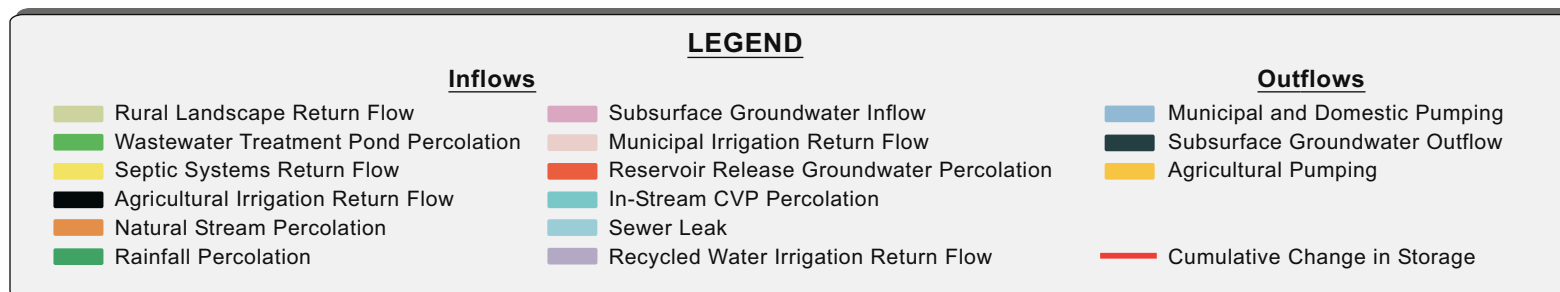 LEGEND
Inflows
Rural Landscape Return Flow
Wastewater Treatment Pond Percolation
Septic Systems Return Flow
Agricultural Irrigation Return Flow
Natural Stream Percolation
Rainfall Percolation
Subsurface Groundwater Inflow
Municipal Irrigation Return Flow
Reservoir Release Groundwater Percolation
In-Stream CVP Percolation
Sewer Leak
Recycled Water Irrigation Return Flow
Outflows
Municipal and Domestic Pumping
Subsurface Groundwater Outflow
Agricultural Pumping
Cumulative Change in Storage